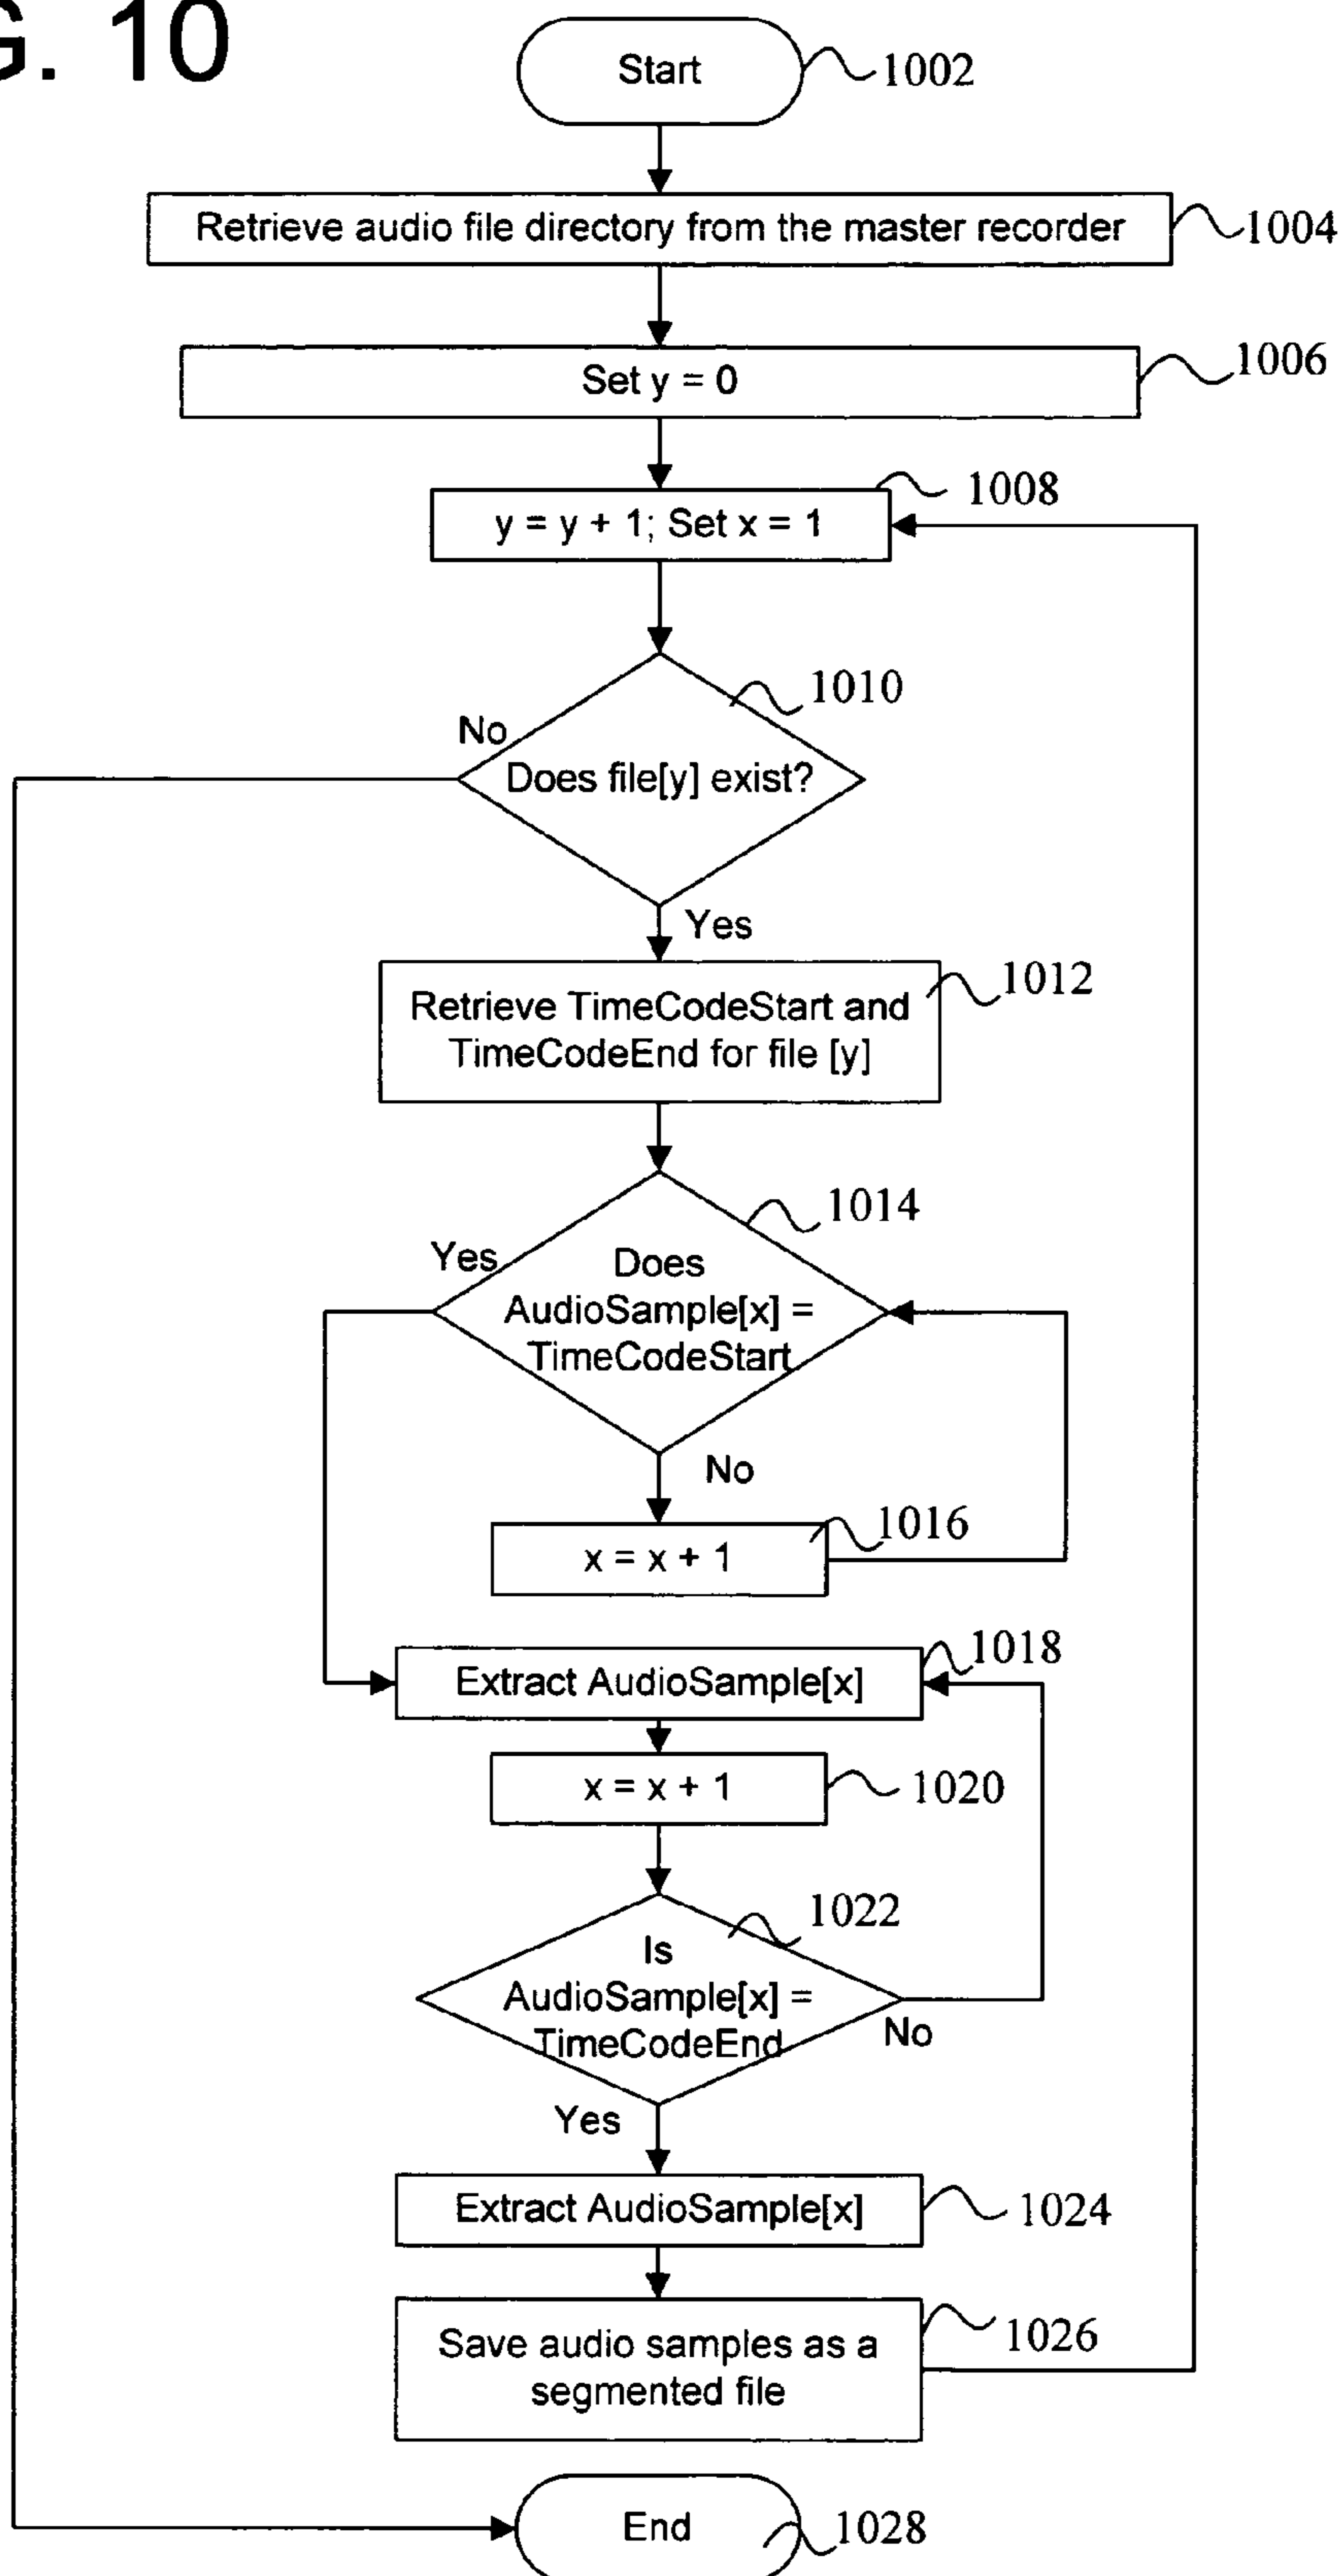 G. 10
Start
1002
Retrieve audio file directory from the master recorder
1004
Set y = 0
1006
1008
y = y + 1; Set x = 1
1010
No
Does file[y] exist?
Yes
1012
Retrieve TimeCodeStart and
TimeCodeEnd for file [y]
1014
Yes
Does
AudioSample[x] =
TimeCodeStart
No
1016
x = x + 1
1018
Extract AudioSample[x]
x = x + 1
1020
1022
Is
AudioSample[x] =
TimeCodeEnd
No
Yes
Extract AudioSample[x]
1024
Save audio samples as a
segmented file
1026
End
1028